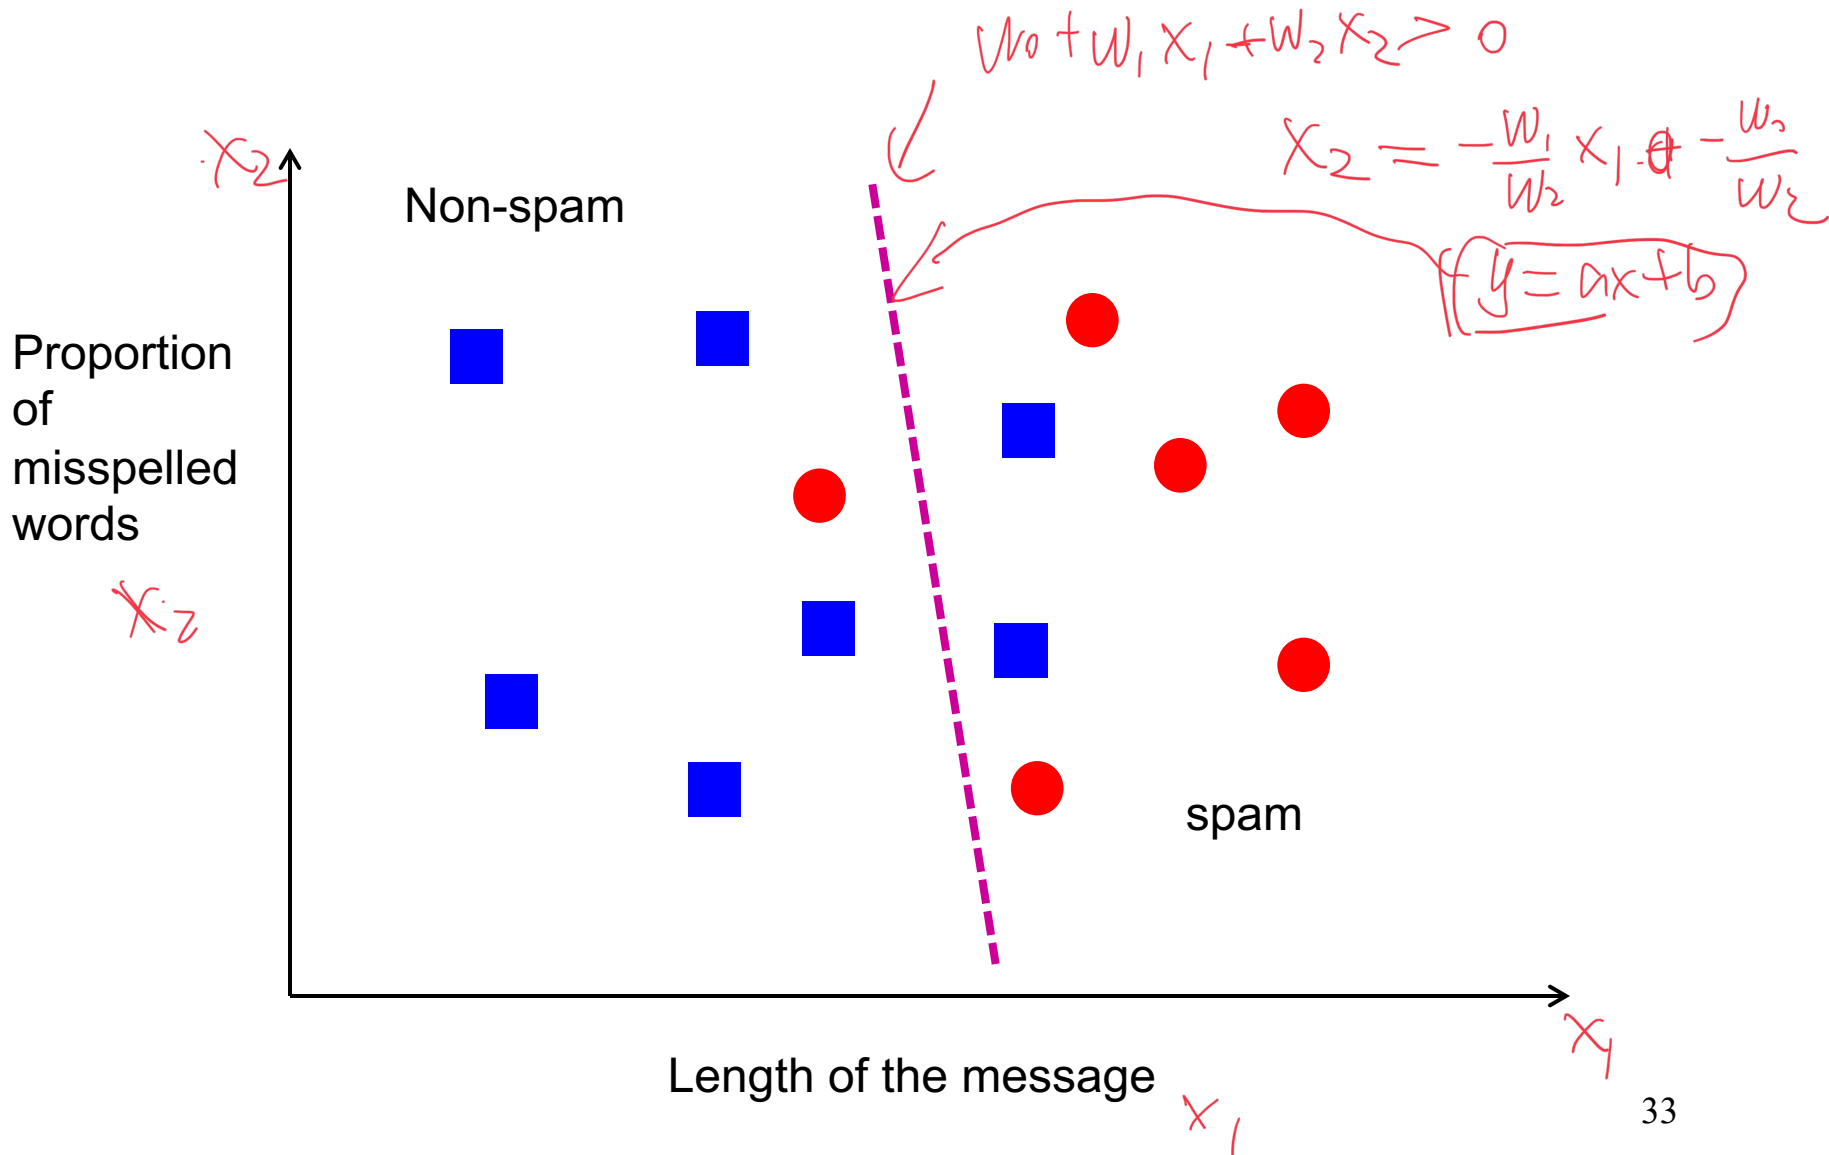 w₀ + w₁ x₁ + w₂ x₂ > 0
x₂ = - w₁/w₂ x₁ - w₀/w₂
y = ax + b
x₂
Non-spam
Proportion
of
misspelled
words
x₂
spam
x₁
Length of the message
x₁
33